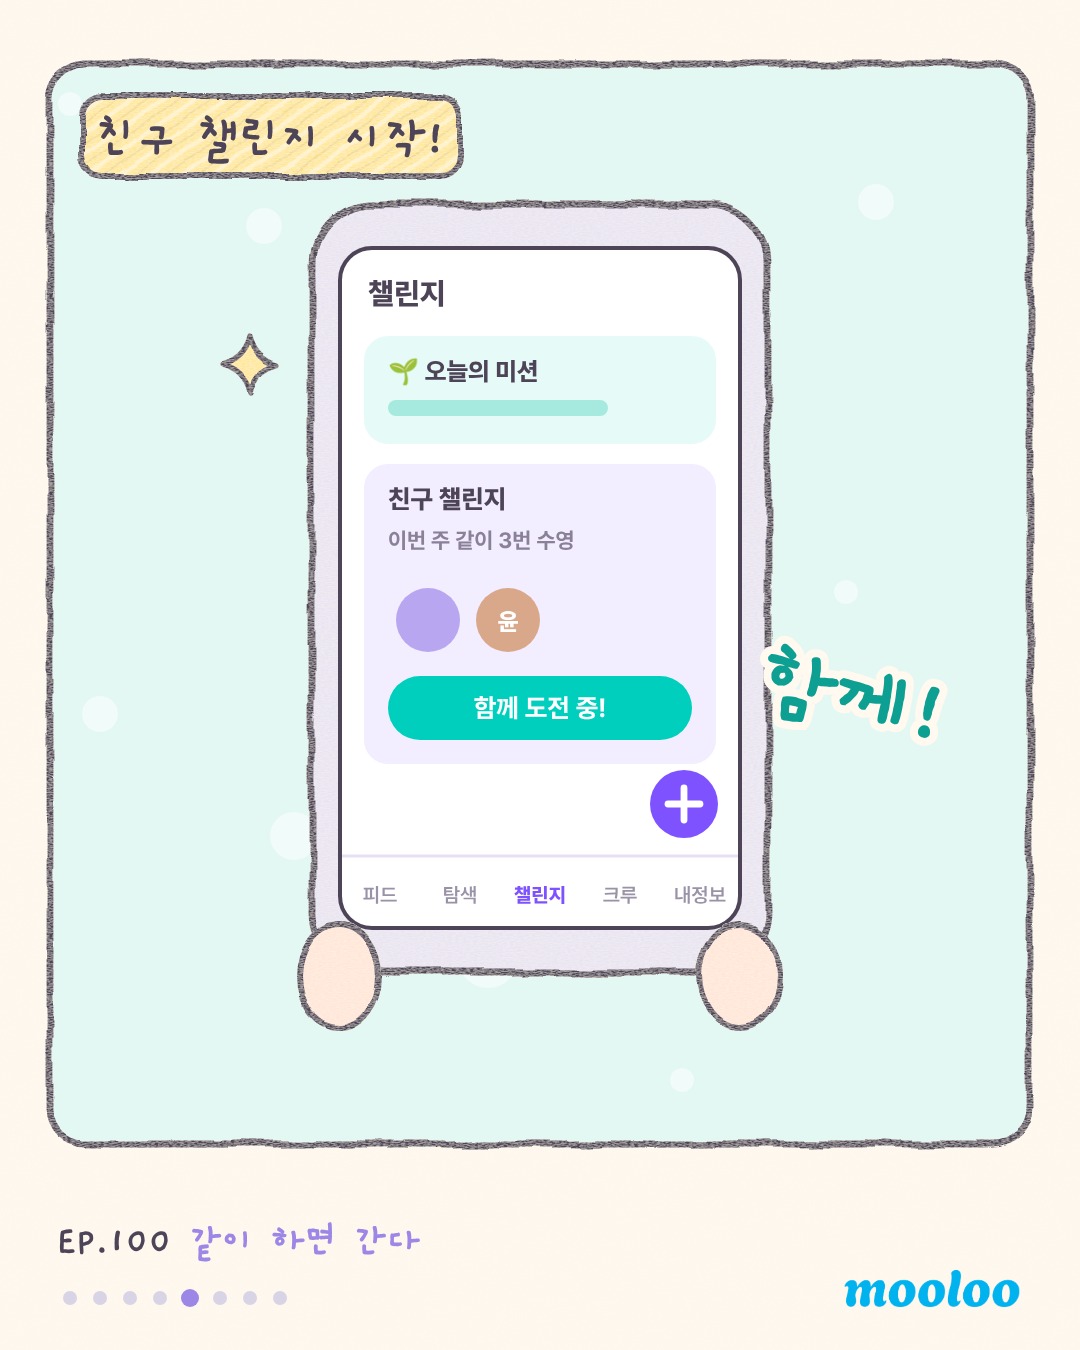 친구 챌린지 시작!
챌린지
🌱 오늘의 미션
친구 챌린지
이번 주 같이 3번 수영
윤
함께 도전 중!
함께!
피드 탐색 챌린지 크루 내정보
EP.100 같이 하면 간다
mooloo